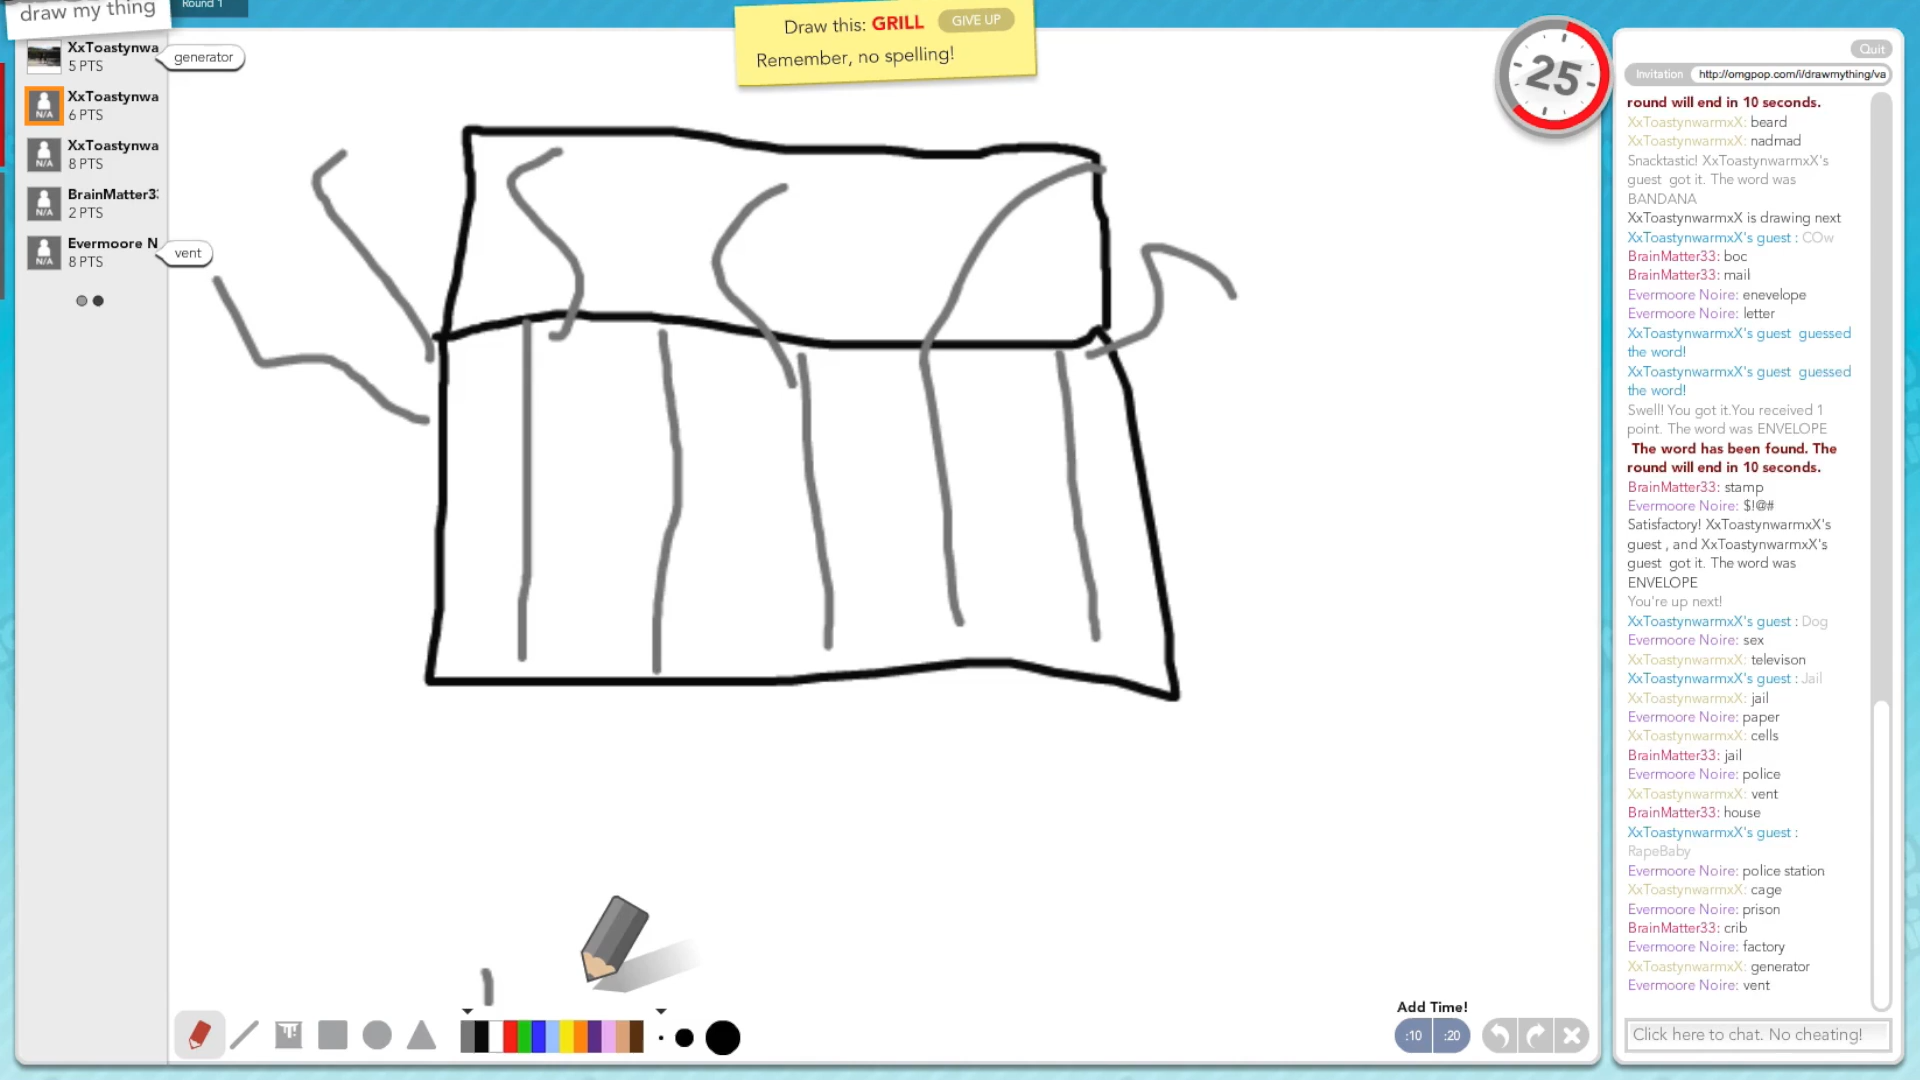 draw my thing
Round 1
XxToastynwa
5 PTS
generator
XxToastynwa
6 PTS
N/A
XxToastynwa
8 PTS
N/A
BrainMatter3
2 PTS
N/A
Evermoore N
8 PTS
N/A
vent
Draw this: GRILL
GIVE UP
Remember, no spelling!
25
Quit
Invitation
http://omgpop.com/i/drawmything/va
round will end in 10 seconds.
XxToastynwarmxX: beard
XxToastynwarmxX: nadmad
Snacktastic! XxToastynwarmxX's
guest got it. The word was
BANDANA
XxToastynwarmxX is drawing next
XxToastynwarmxX's guest : COw
BrainMatter33: boc
BrainMatter33: mail
Evermoore Noire: enevelope
Evermoore Noire: letter
XxToastynwarmxX's guest guessed
the word!
XxToastynwarmxX's guest guessed
the word!
Swell! You got it.You received 1
point. The word was ENVELOPE
The word has been found. The
round will end in 10 seconds.
BrainMatter33: stamp
Evermoore Noire: $!@#
Satisfactory! XxToastynwarmxX's
guest , and XxToastynwarmxX's
guest got it. The word was
ENVELOPE
You're up next!
XxToastynwarmxX's guest : Dog
Evermoore Noire: sex
XxToastynwarmxX: televison
XxToastynwarmxX's guest : Jail
XxToastynwarmxX: jail
Evermoore Noire: paper
XxToastynwarmxX: cells
BrainMatter33: jail
Evermoore Noire: police
XxToastynwarmxX: vent
BrainMatter33: house
XxToastynwarmxX's guest :
RapeBaby
Evermoore Noire: police station
XxToastynwarmxX: cage
Evermoore Noire: prison
BrainMatter33: crib
Evermoore Noire: factory
XxToastynwarmxX: generator
Evermoore Noire: vent
Add Time!
:10 :20
Click here to chat. No cheating!